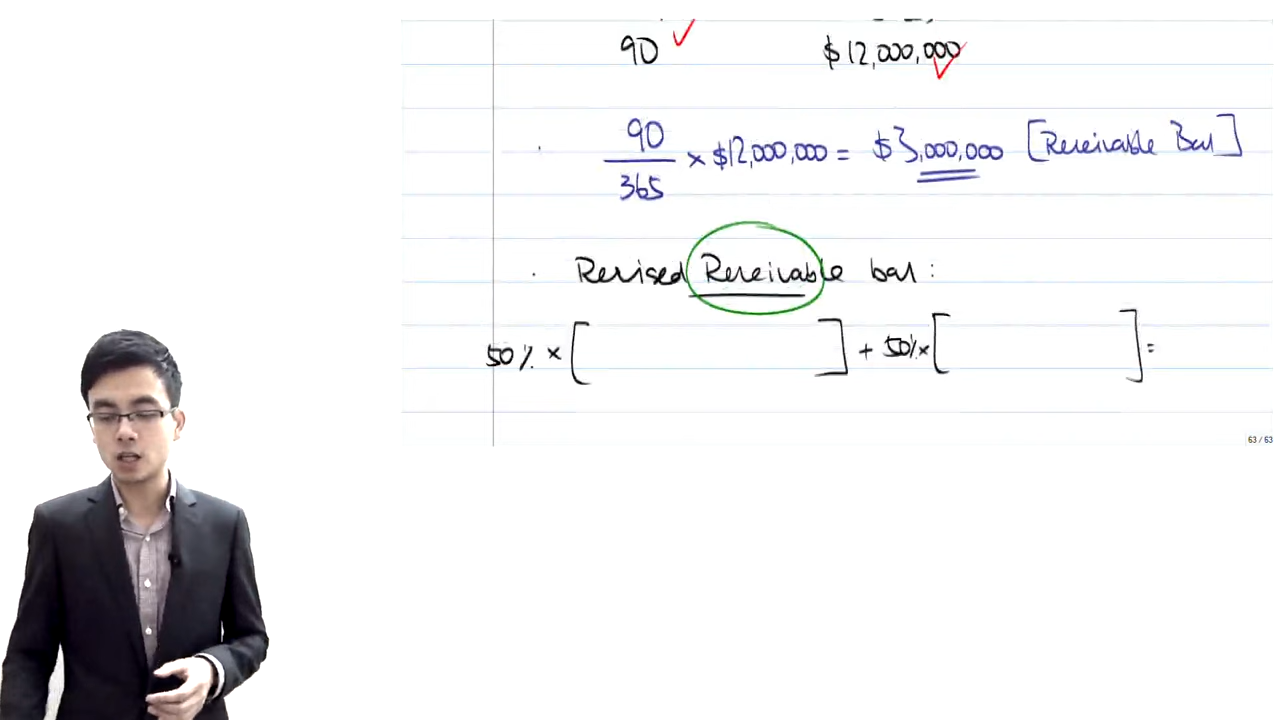 90 $12,000,000
90/365 × $12,000,000 = $3,000,000 [Receivable Bal]
Revised Receivable bal:
50% × [ ] + 50% × [ ] =
63 / 63